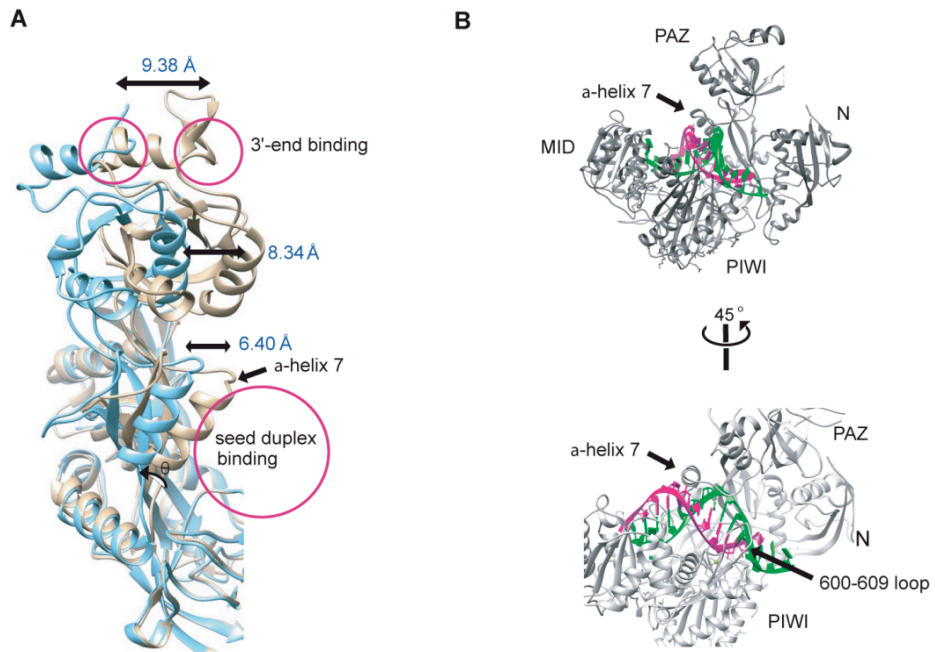 A
9.38 Å
3'-end binding
8.34 Å
6.40 Å
a-helix 7
seed duplex
binding
θ
B
PAZ
a-helix 7
N
MID
PIWI
45°
PAZ
a-helix 7
N
600-609 loop
PIWI